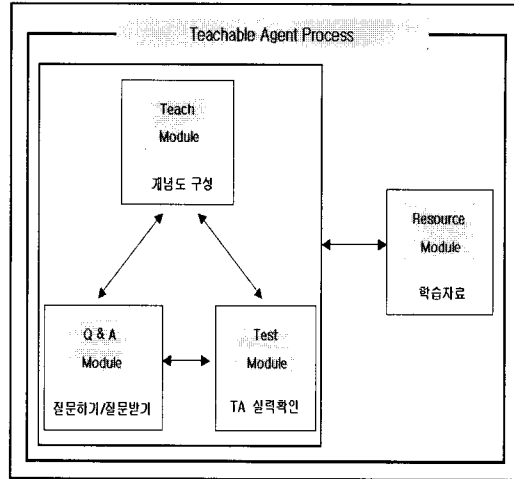 Teachable Agent Process
Teach
Module
개념도 구성
Resource
Module
학습자료
Q & A
Module
질문하기/질문받기
Test
Module
TA 실력확인